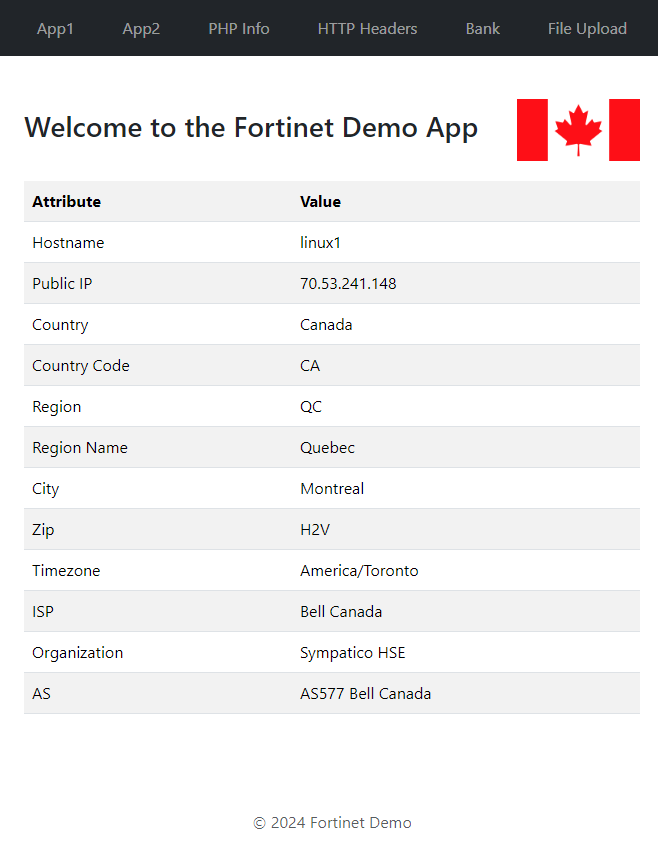 App1 App2 PHP Info HTTP Headers Bank File Upload
Welcome to the Fortinet Demo App
Attribute Value
Hostname linux1
Public IP 70.53.241.148
Country Canada
Country Code CA
Region QC
Region Name Quebec
City Montreal
Zip H2V
Timezone America/Toronto
ISP Bell Canada
Organization Sympatico HSE
AS AS577 Bell Canada
© 2024 Fortinet Demo